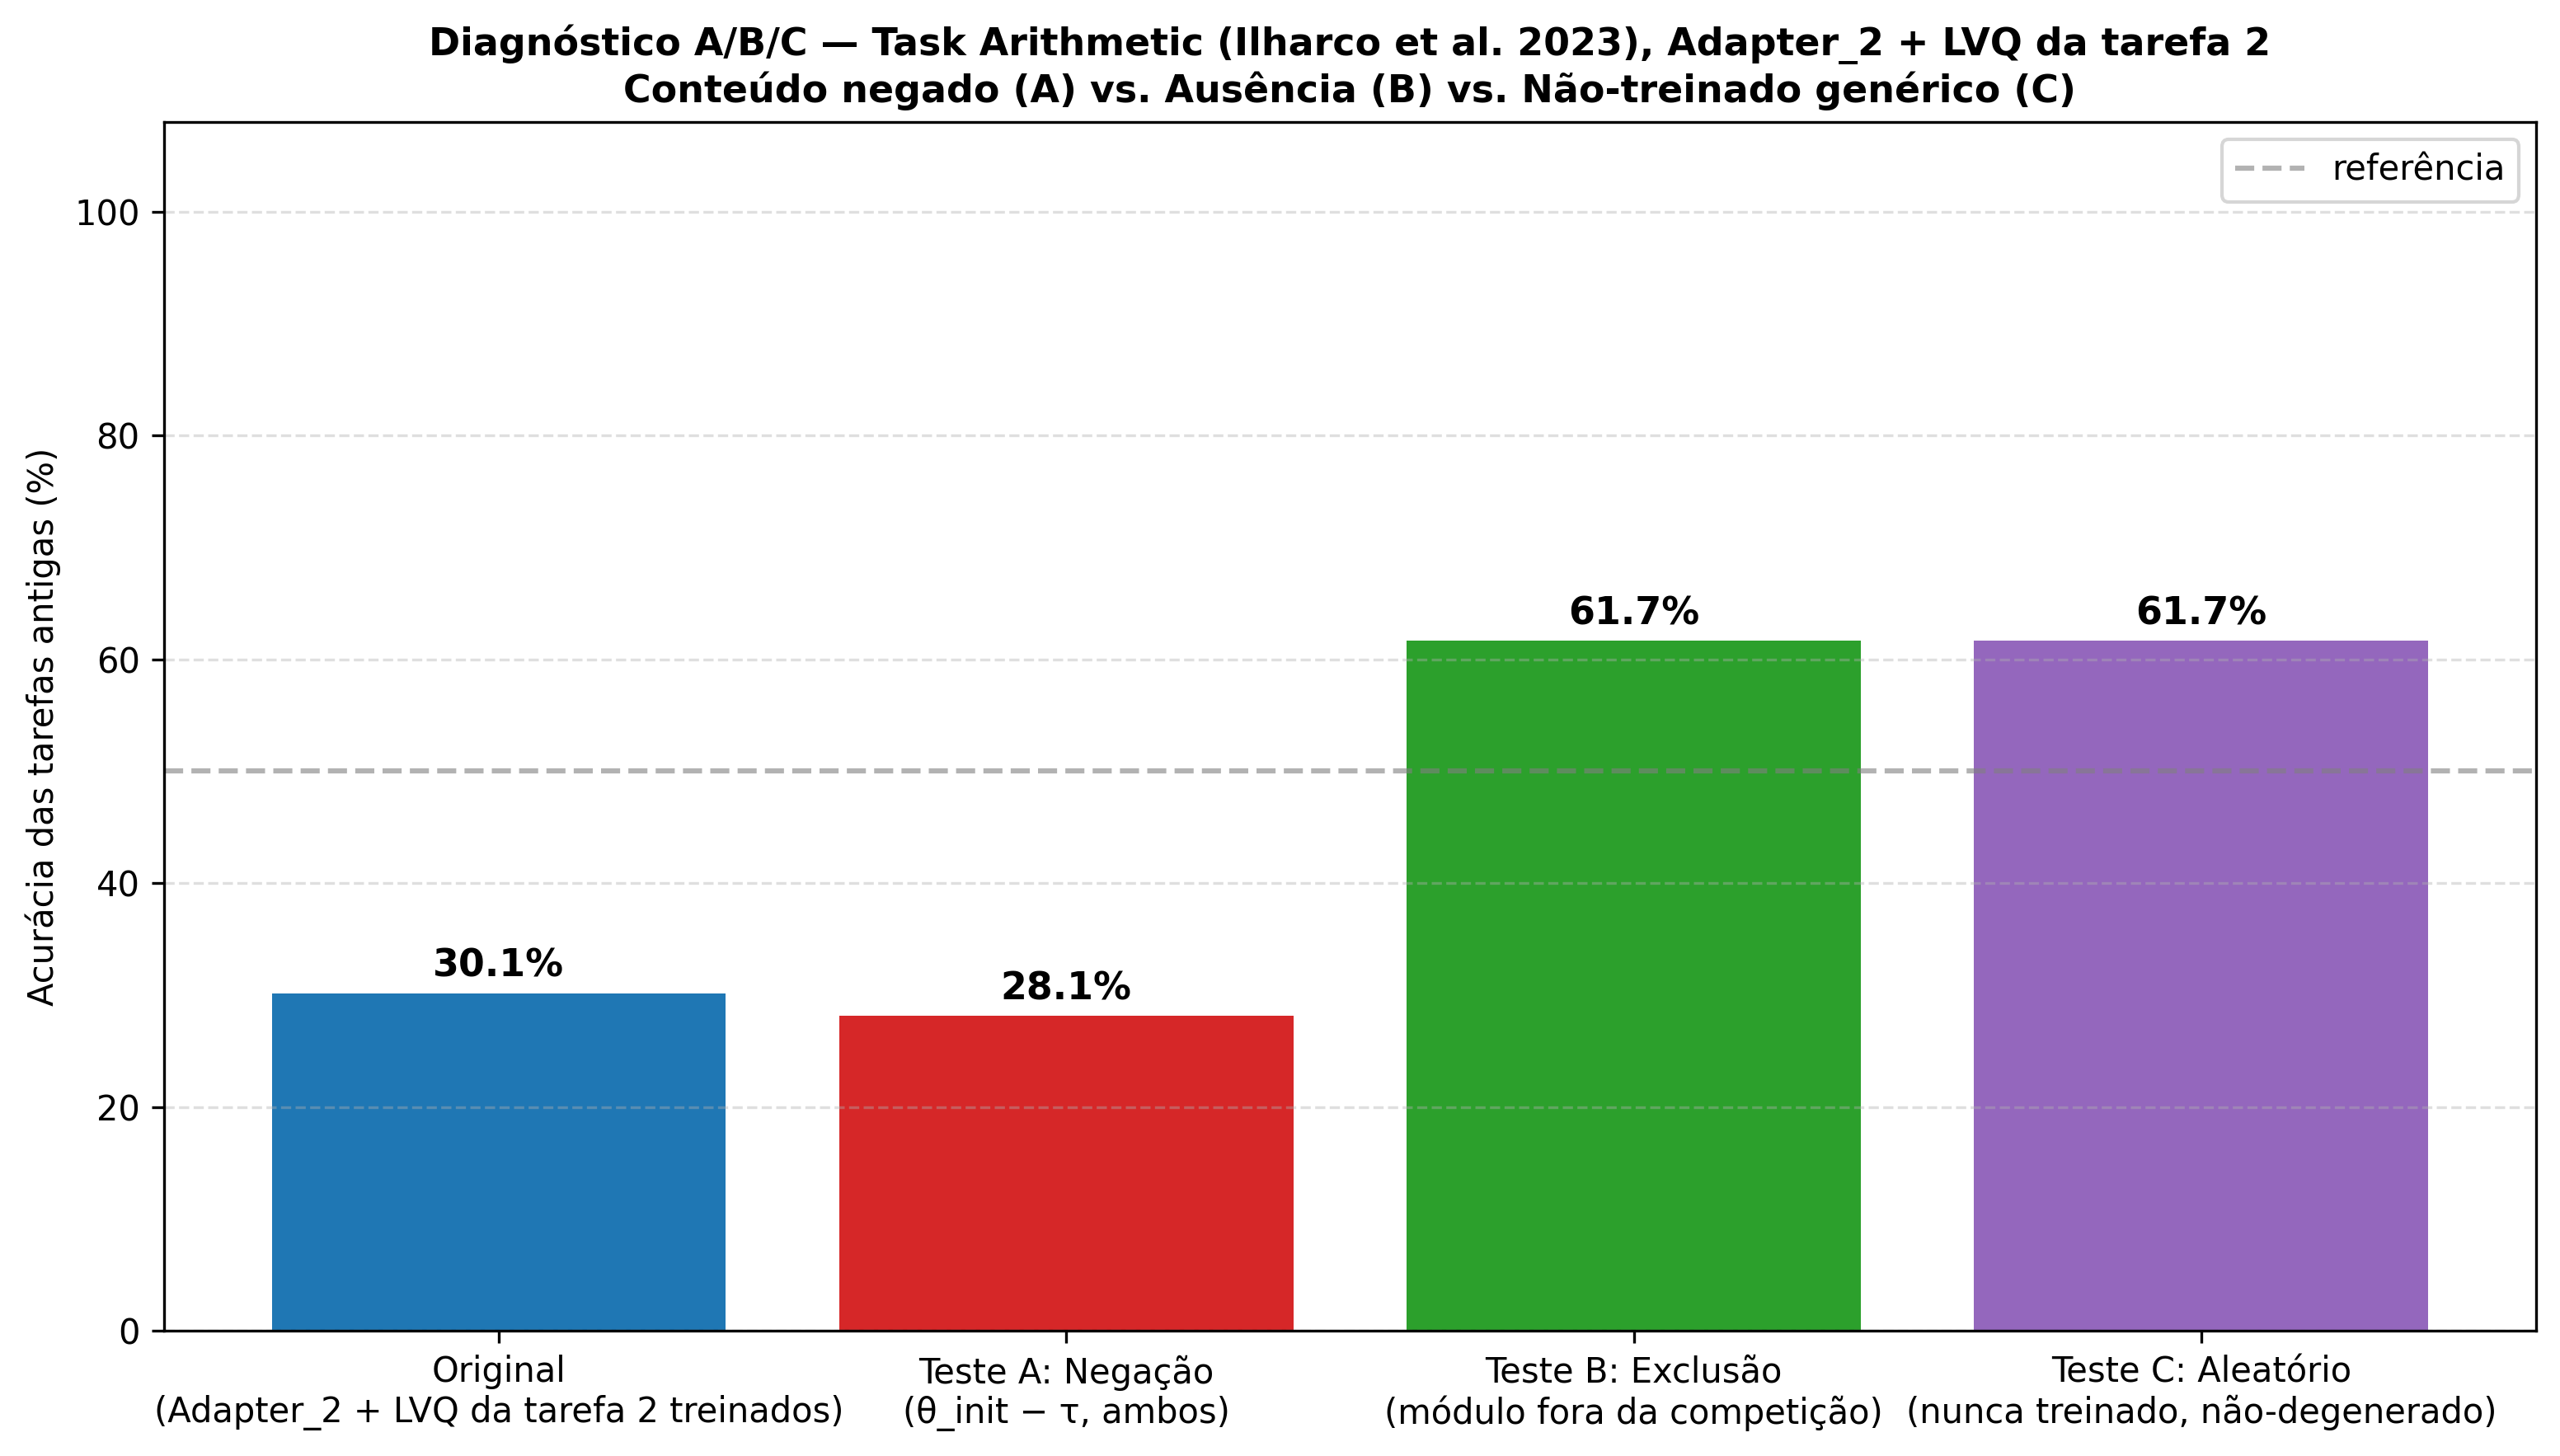 Diagnóstico A/B/C — Task Arithmetic (Ilharco et al. 2023), Adapter_2 + LVQ da tarefa 2
Conteúdo negado (A) vs. Ausência (B) vs. Não-treinado genérico (C)
referência
Acurácia das tarefas antigas (%)
100
80
60
40
20
0
30.1%
28.1%
61.7%
61.7%
Original
(Adapter_2 + LVQ da tarefa 2 treinados)
Teste A: Negação
(θ_init − τ, ambos)
Teste B: Exclusão
(módulo fora da competição)
Teste C: Aleatório
(nunca treinado, não-degenerado)